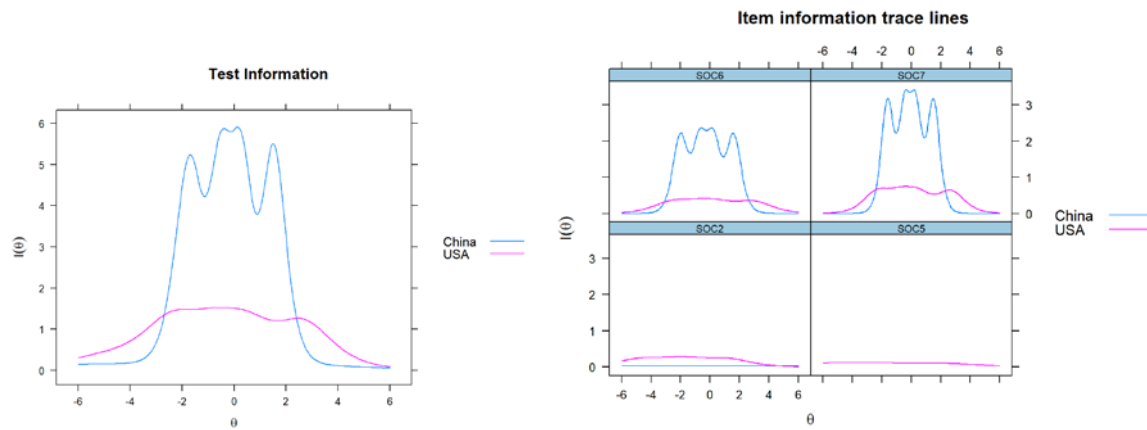 Test Information
I(θ)
6
5
4
3
2
1
0
-6 -4 -2 0 2 4 6
θ
China
USA
Item information trace lines
-6 -4 -2 0 2 4 6
SOC6 SOC7
3
2
1
0
SOC2 SOC5
3
2
1
0
-6 -4 -2 0 2 4 6
I(θ)
θ
China
USA